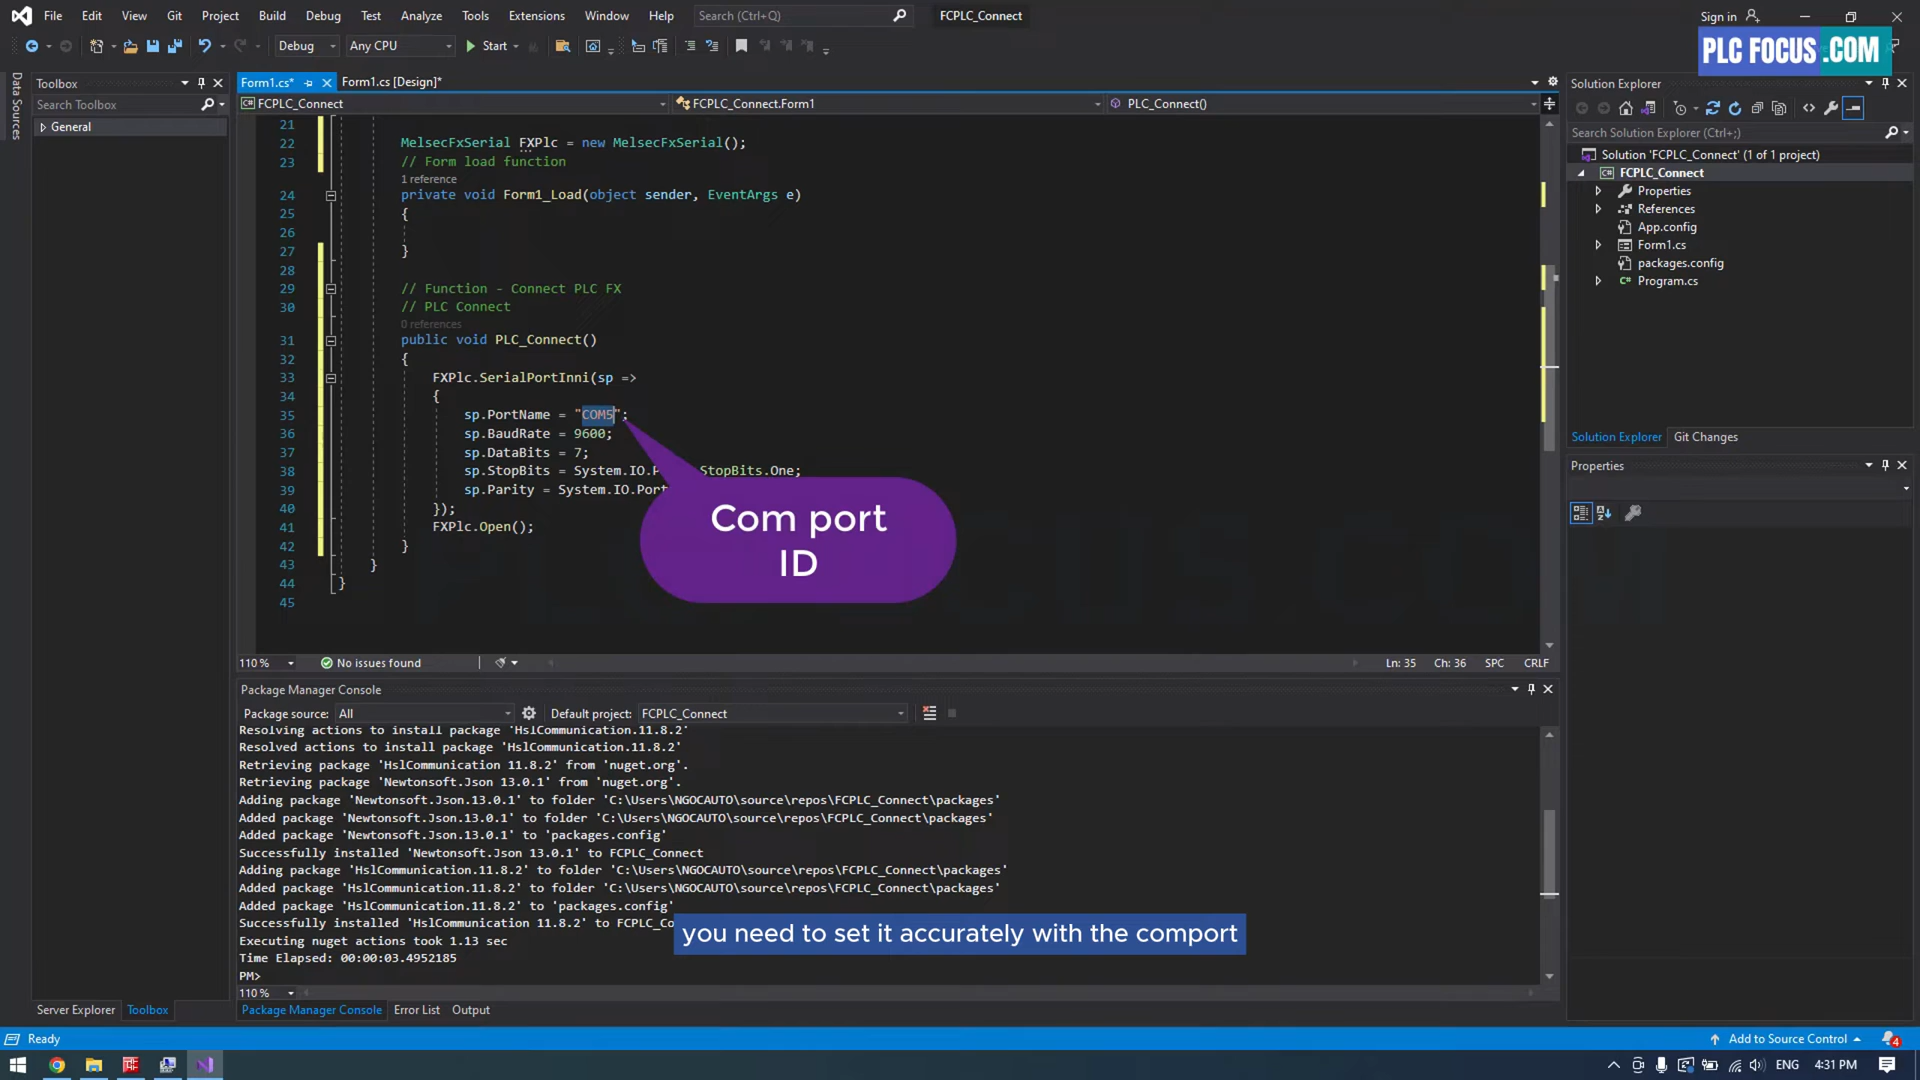 File Edit View Git Project Build Debug Test Analyze Tools Extensions Window Help Search (Ctrl+Q) FCPLC_Connect Sign in
Debug Any CPU Start
PLC FOCUS .COM
Data Sources
Toolbox
Search Toolbox
General
Form1.cs* Form1.cs [Design]*
FCPLC_Connect FCPLC_Connect.Form1 PLC_Connect()
21
22 MelsecFxSerial FXPlc = new MelsecFxSerial();
23 // Form load function
1 reference
24 private void Form1_Load(object sender, EventArgs e)
25 {
26
27 }
28
29 // Function - Connect PLC FX
30 // PLC Connect
0 references
31 public void PLC_Connect()
32 {
33 FXPlc.SerialPortInni(sp =>
34 {
35 sp.PortName = "COM5";
36 sp.BaudRate = 9600;
37 sp.DataBits = 7;
38 sp.StopBits = System.IO.P StopBits.One;
39 sp.Parity = System.IO.Port
40 });
41 FXPlc.Open();
42 }
43 }
44 }
45
Com port
ID
110 % No issues found Ln: 35 Ch: 36 SPC CRLF
Package Manager Console
Package source: All Default project: FCPLC_Connect
Resolving actions to install package 'HslCommunication.11.8.2'
Resolved actions to install package 'HslCommunication.11.8.2'
Retrieving package 'HslCommunication 11.8.2' from 'nuget.org'.
Retrieving package 'Newtonsoft.Json 13.0.1' from 'nuget.org'.
Adding package 'Newtonsoft.Json.13.0.1' to folder 'C:\Users\NGOCAUTO\source\repos\FCPLC_Connect\packages'
Added package 'Newtonsoft.Json.13.0.1' to folder 'C:\Users\NGOCAUTO\source\repos\FCPLC_Connect\packages'
Added package 'Newtonsoft.Json.13.0.1' to 'packages.config'
Successfully installed 'Newtonsoft.Json 13.0.1' to FCPLC_Connect
Adding package 'HslCommunication.11.8.2' to folder 'C:\Users\NGOCAUTO\source\repos\FCPLC_Connect\packages'
Added package 'HslCommunication.11.8.2' to folder 'C:\Users\NGOCAUTO\source\repos\FCPLC_Connect\packages'
Added package 'HslCommunication.11.8.2' to 'packages.config'
Successfully installed 'HslCommunication 11.8.2' to FCPLC_Co
Executing nuget actions took 1.13 sec
Time Elapsed: 00:00:03.4952185
PM>
you need to set it accurately with the comport
110 %
Server Explorer Toolbox Package Manager Console Error List Output
Solution Explorer
Search Solution Explorer (Ctrl+;)
Solution 'FCPLC_Connect' (1 of 1 project)
FCPLC_Connect
Properties
References
App.config
Form1.cs
packages.config
Program.cs
Solution Explorer Git Changes
Properties
Ready Add to Source Control 4
ENG 4:31 PM